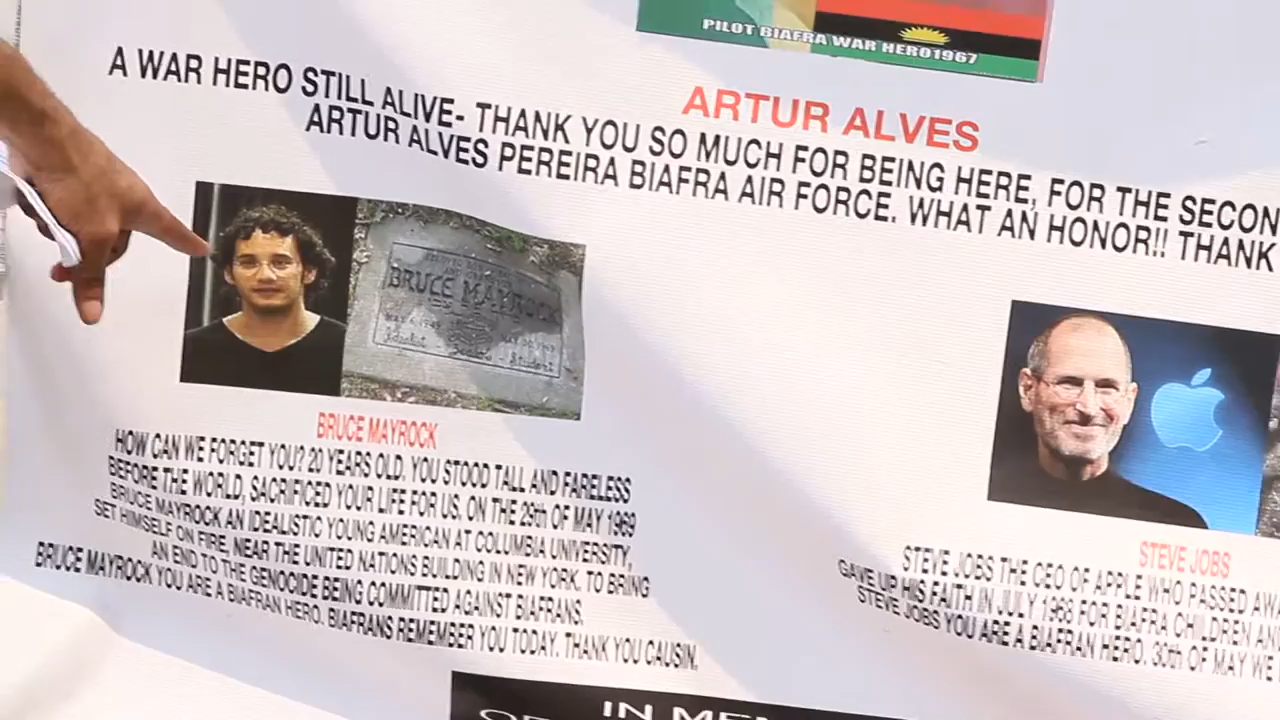 PILOT BIAFRA WAR HERO1967
ARTUR ALVES
A WAR HERO STILL ALIVE- THANK YOU SO MUCH FOR BEING HERE, FOR THE SECON
ARTUR ALVES PEREIRA BIAFRA AIR FORCE. WHAT AN HONOR!! THANK
BRUCE MAYROCK
MAY
Idealist
Student
BRUCE MAYROCK
HOW CAN WE FORGET YOU? 20 YEARS OLD. YOU STOOD TALL AND FARELESS
BEFORE THE WORLD, SACRIFICED YOUR LIFE FOR US. ON THE 29th OF MAY 1969
BRUCE MAYROCK AN IDEALISTIC YOUNG AMERICAN AT COLUMBIA UNIVERSITY,
SET HIMSELF ON FIRE, NEAR THE UNITED NATIONS BUILDING IN NEW YORK. TO BRING
AN END TO THE GENOCIDE BEING COMMITTED AGAINST BIAFRANS.
BRUCE MAYROCK YOU ARE A BIAFRAN HERO. BIAFRANS REMEMBER YOU TODAY. THANK YOU CAUSIN.
STEVE JOBS
STEVE JOBS THE CEO OF APPLE WHO PASSED AWA
GAVE UP HIS FAITH IN JULY 1968 FOR BIAFRA CHILDREN AN
STEVE JOBS YOU ARE A BIAFRAN HERO. 30th OF MAY WE
IN MEM